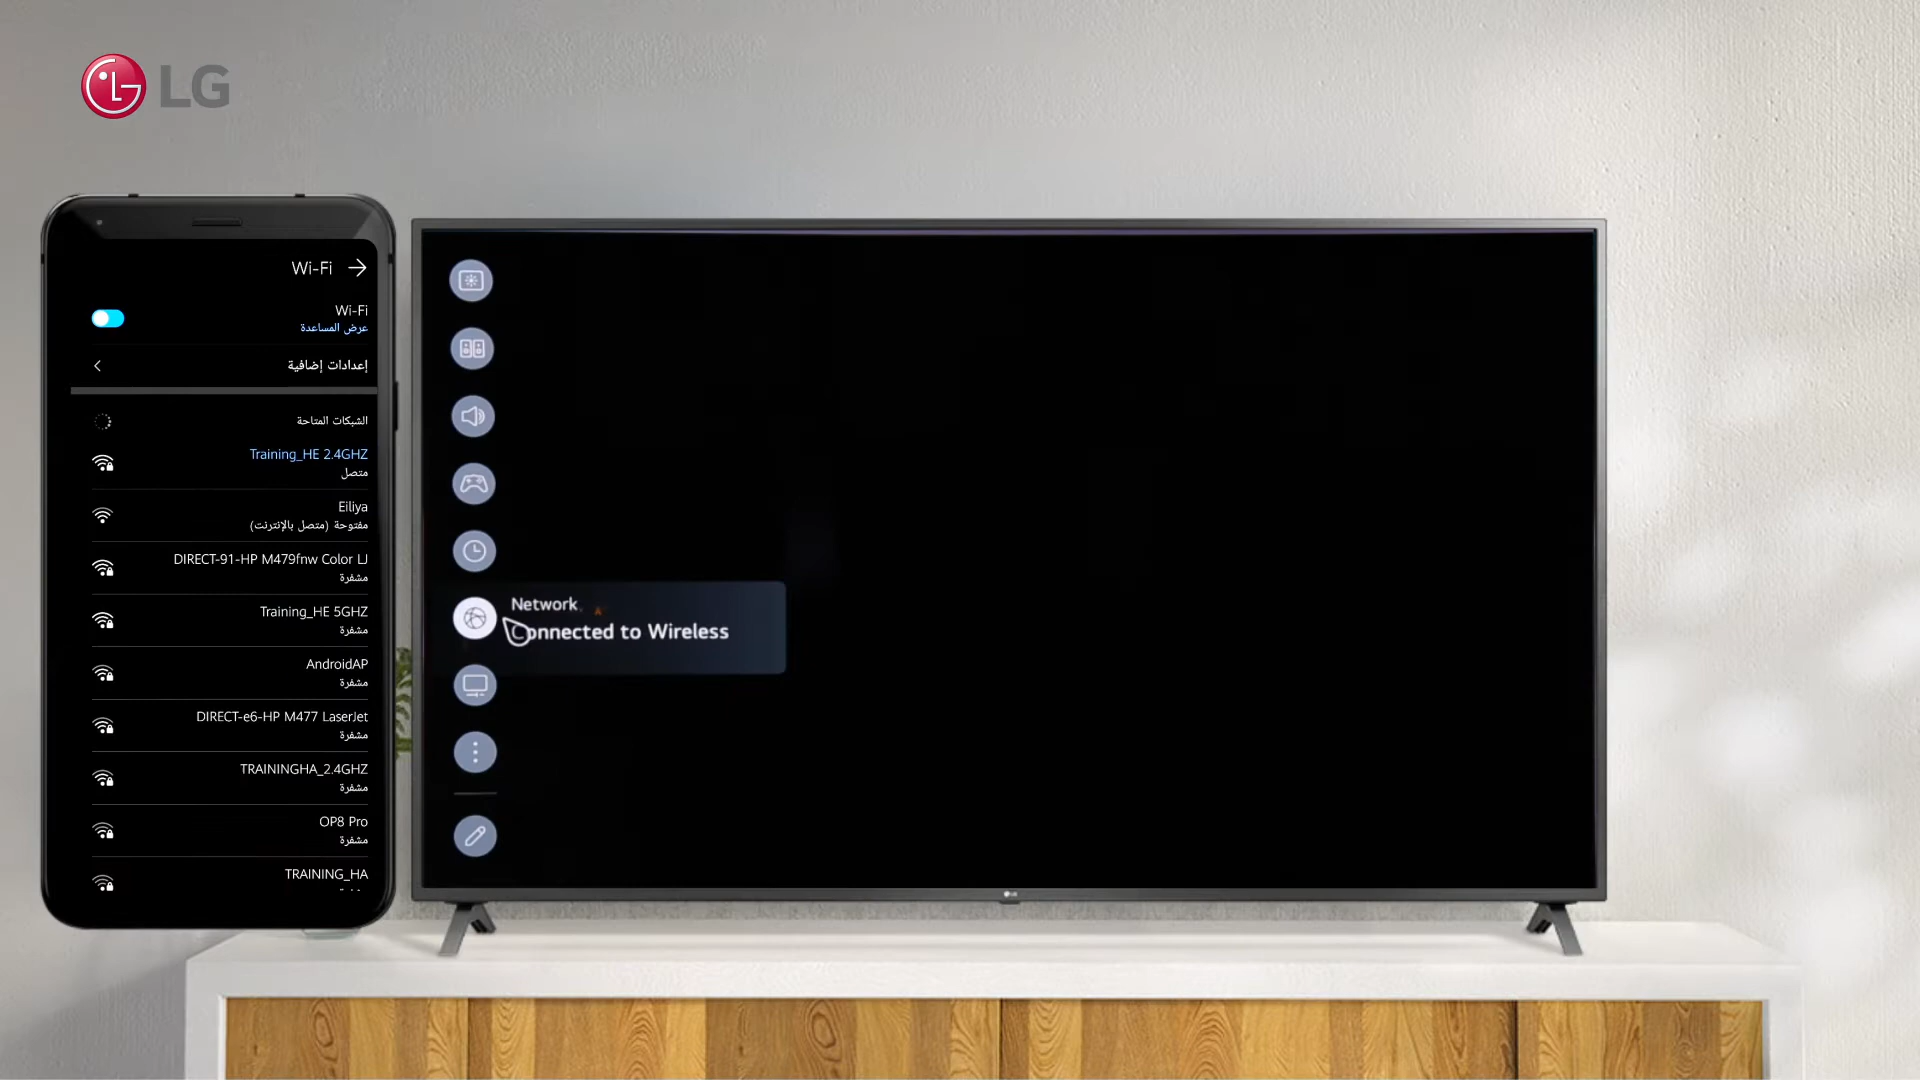 LG
Wi-Fi
Wi-Fi
عرض المساعدة
إعدادات إضافية
الشبكات المتاحة
Training_HE 2.4GHZ
متصل
Eiliya
مفتوحة (متصل بالإنترنت)
DIRECT-91-HP M479fnw Color LJ
مشفرة
Training_HE 5GHZ
مشفرة
AndroidAP
مشفرة
DIRECT-e6-HP M477 LaserJet
مشفرة
TRAININGHA_2.4GHZ
مشفرة
OP8 Pro
مشفرة
TRAINING_HA
Network
Connected to Wireless